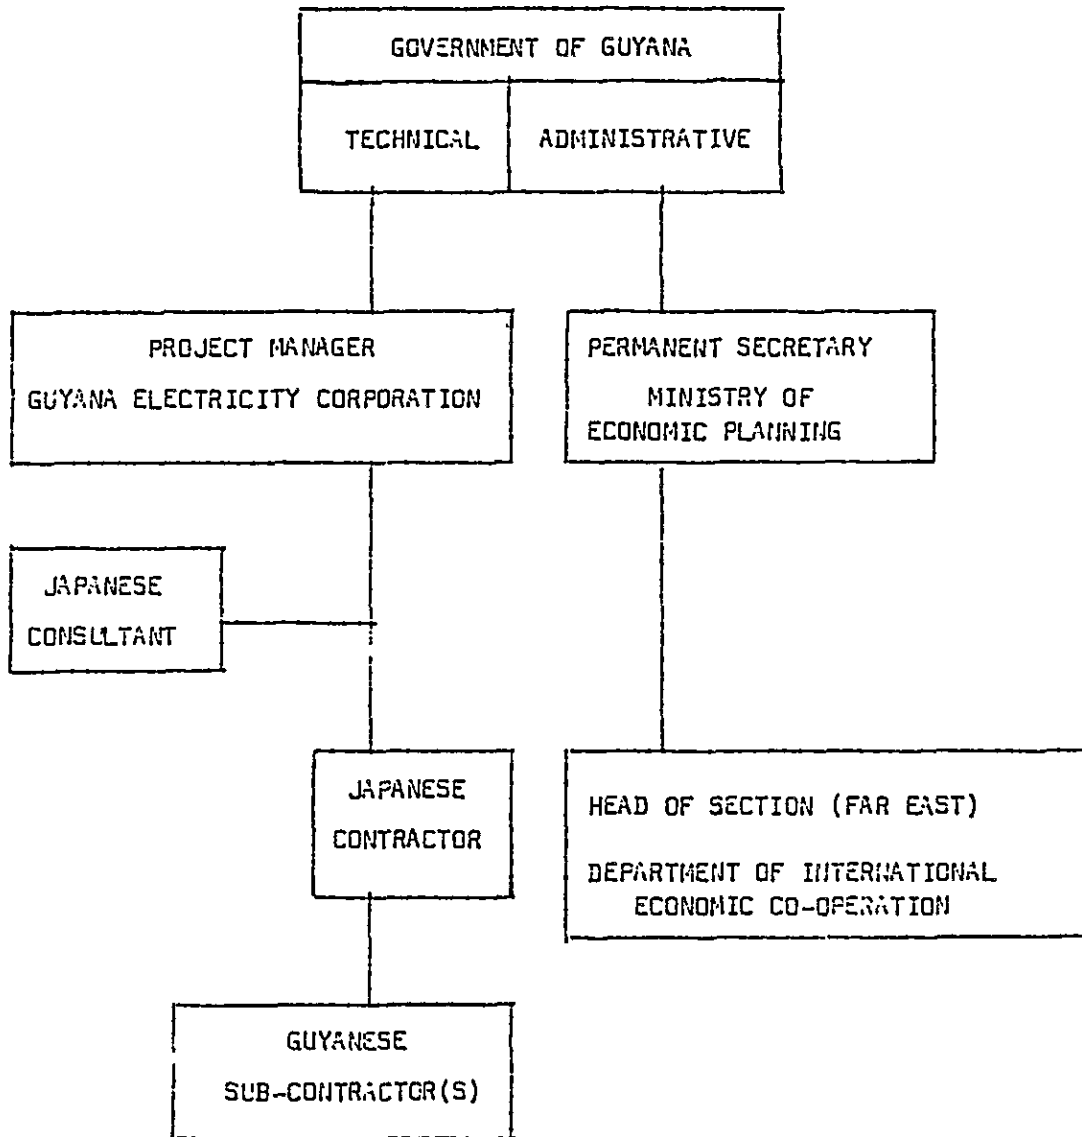 GOVERNMENT OF GUYANA
TECHNICAL
ADMINISTRATIVE
PROJECT MANAGER
GUYANA ELECTRICITY CORPORATION
PERMANENT SECRETARY
MINISTRY OF
ECONOMIC PLANNING
JAPANESE
CONSULTANT
JAPANESE
CONTRACTOR
HEAD OF SECTION (FAR EAST)
DEPARTMENT OF INTERNATIONAL
ECONOMIC CO-OPERATION
GUYANESE
SUB-CONTRACTOR(S)